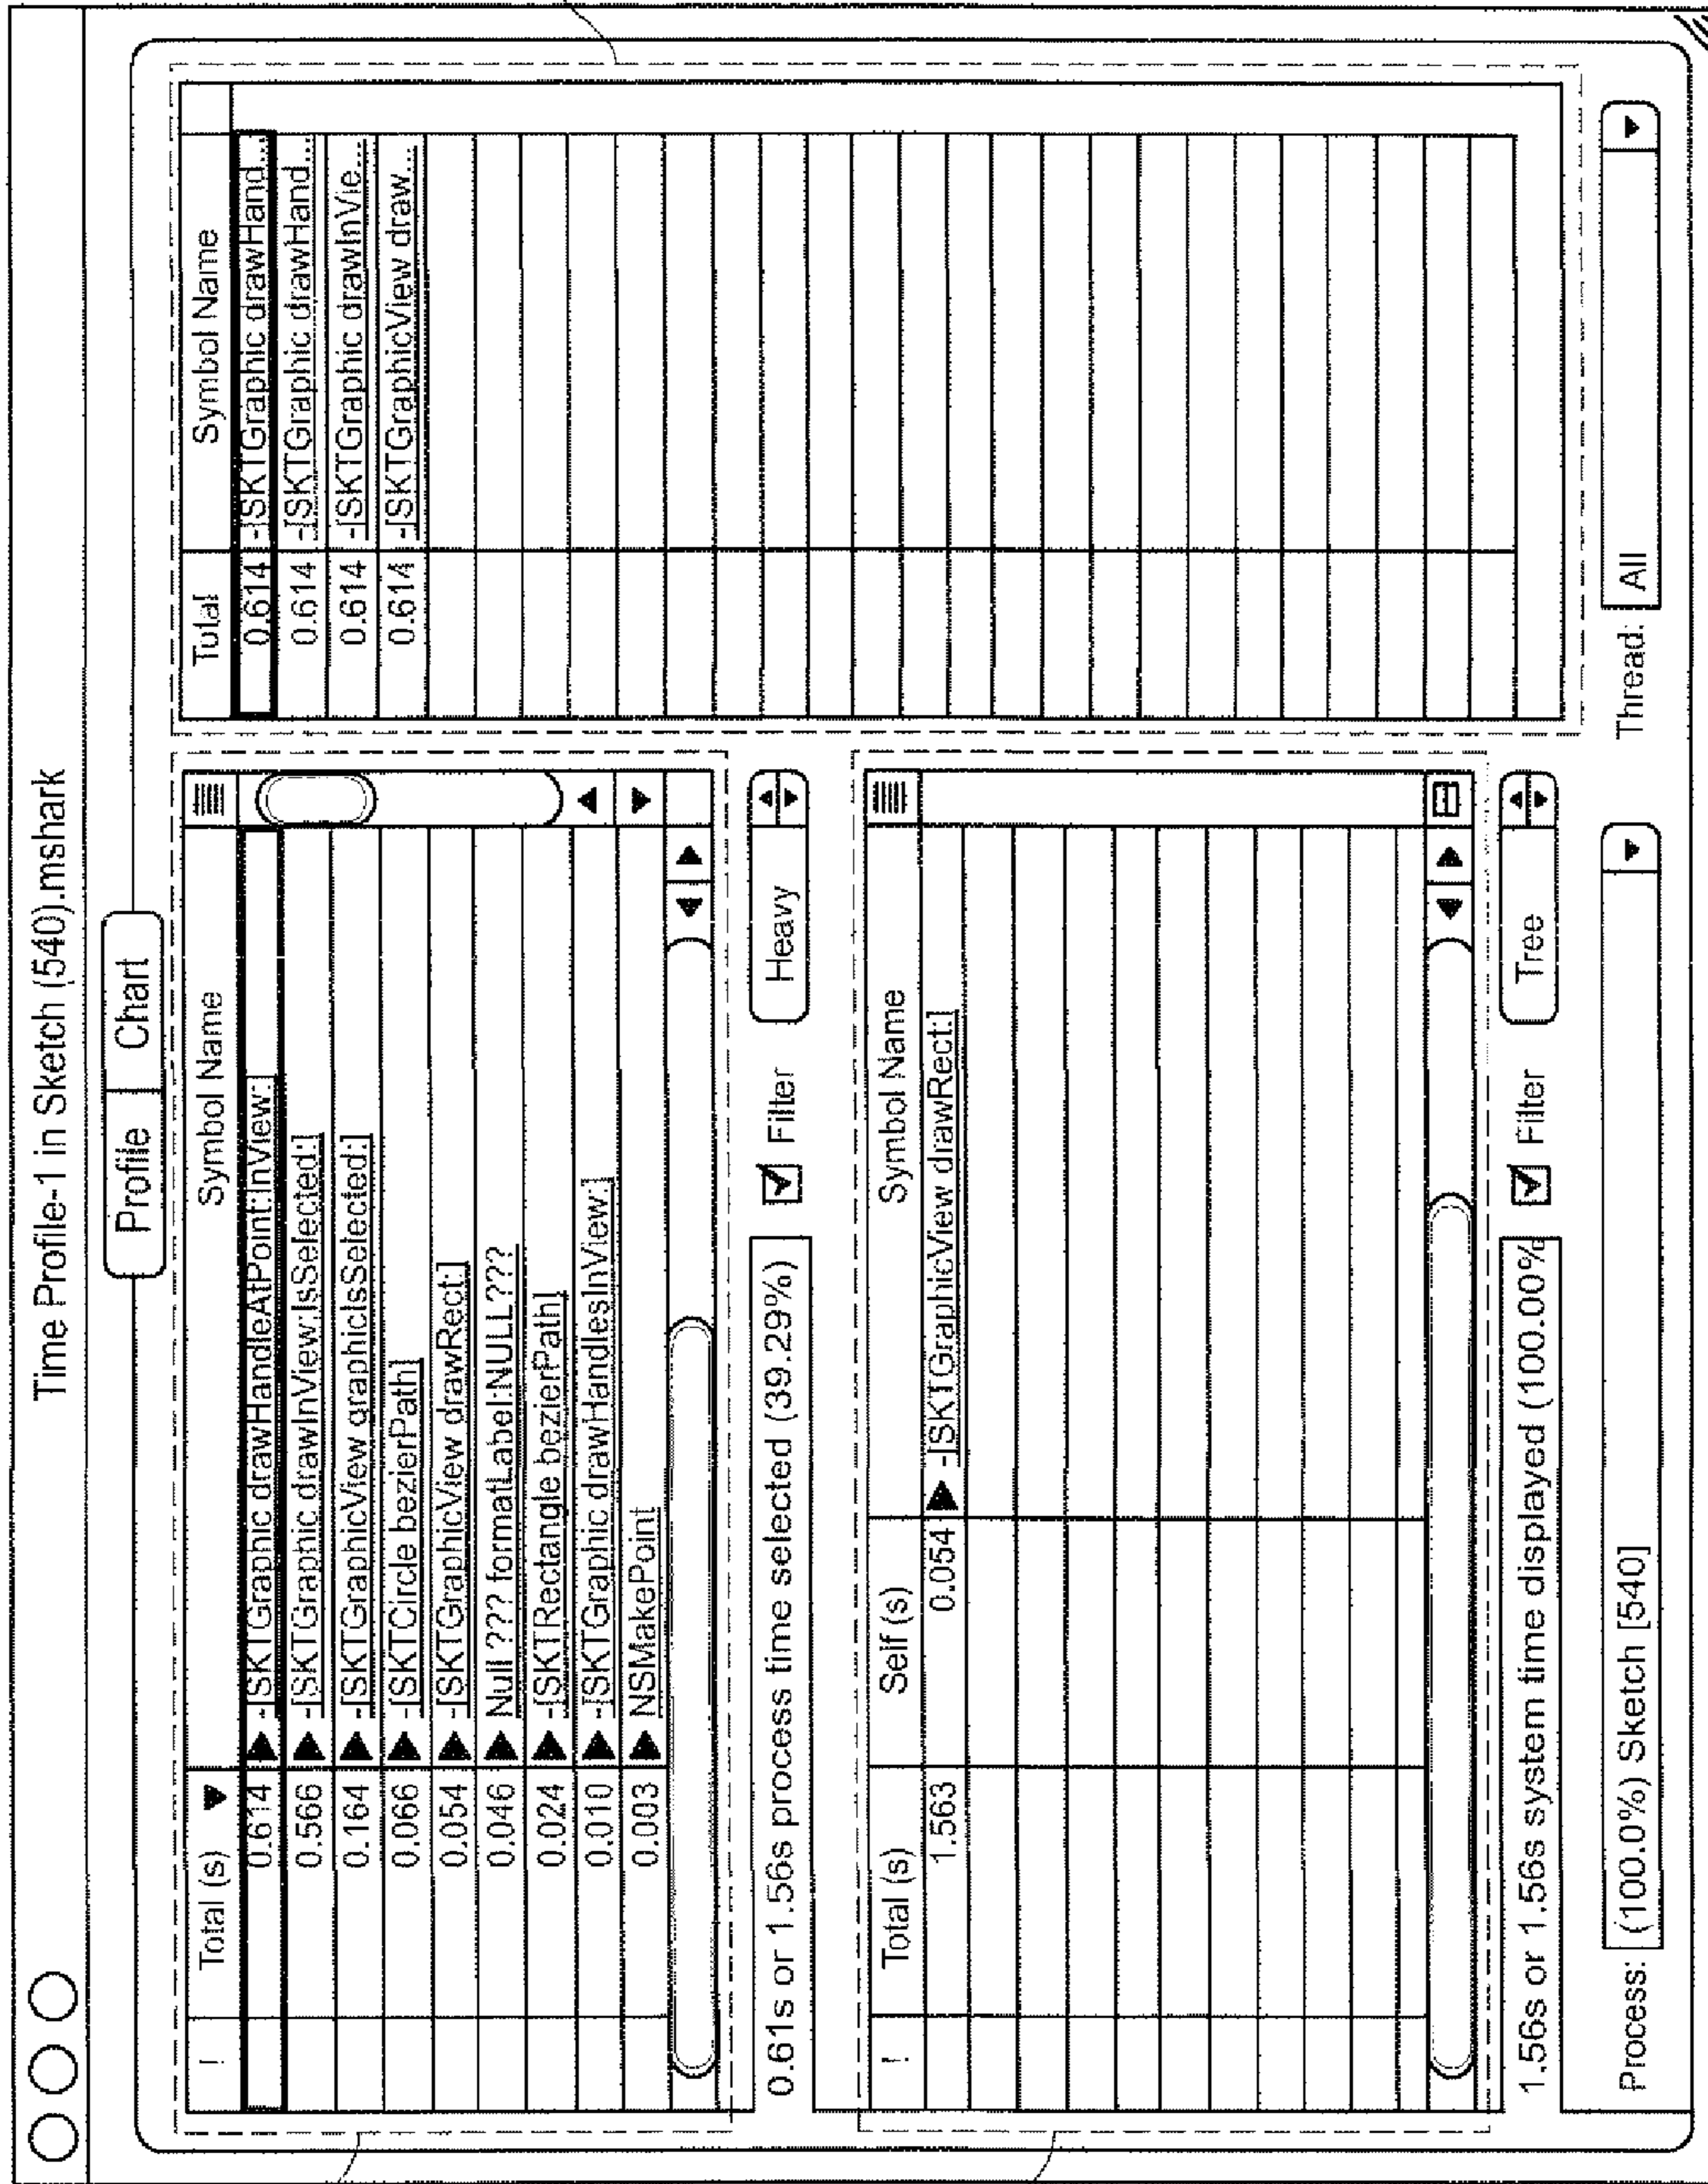 Time Profile-1 in Sketch (540).mshark
Profile Chart
! Total (s) Symbol Name
0.614 -[SKTGraphic drawHandleAtPoint:InView:]
0.566 -[SKTGraphic drawInView:IsSelected:]
0.164 -[SKTGraphicView graphicIsSelected:]
0.066 -[SKTCircle bezierPath]
0.054 -[SKTGraphicView drawRect:]
0.046 Null ??? formatLabel:NULL???
0.024 -[SKTRectangle bezierPath]
0.010 -[SKTGraphic drawHandlesInView:]
0.003 NSMakePoint
0.61s or 1.56s process time selected (39.29%) Filter Heavy
! Total (s) Self (s) Symbol Name
1.563 0.054 -[SKTGraphicView drawRect:]
1.56s or 1.56s system time displayed (100.00% Filter Tree
Total Symbol Name
0.614 -[SKTGraphic drawHand...
0.614 -[SKTGraphic drawHand...
0.614 -[SKTGraphic drawInVie...
0.614 -[SKTGraphicView draw...
Process: (100.0%) Sketch [540] Thread: All